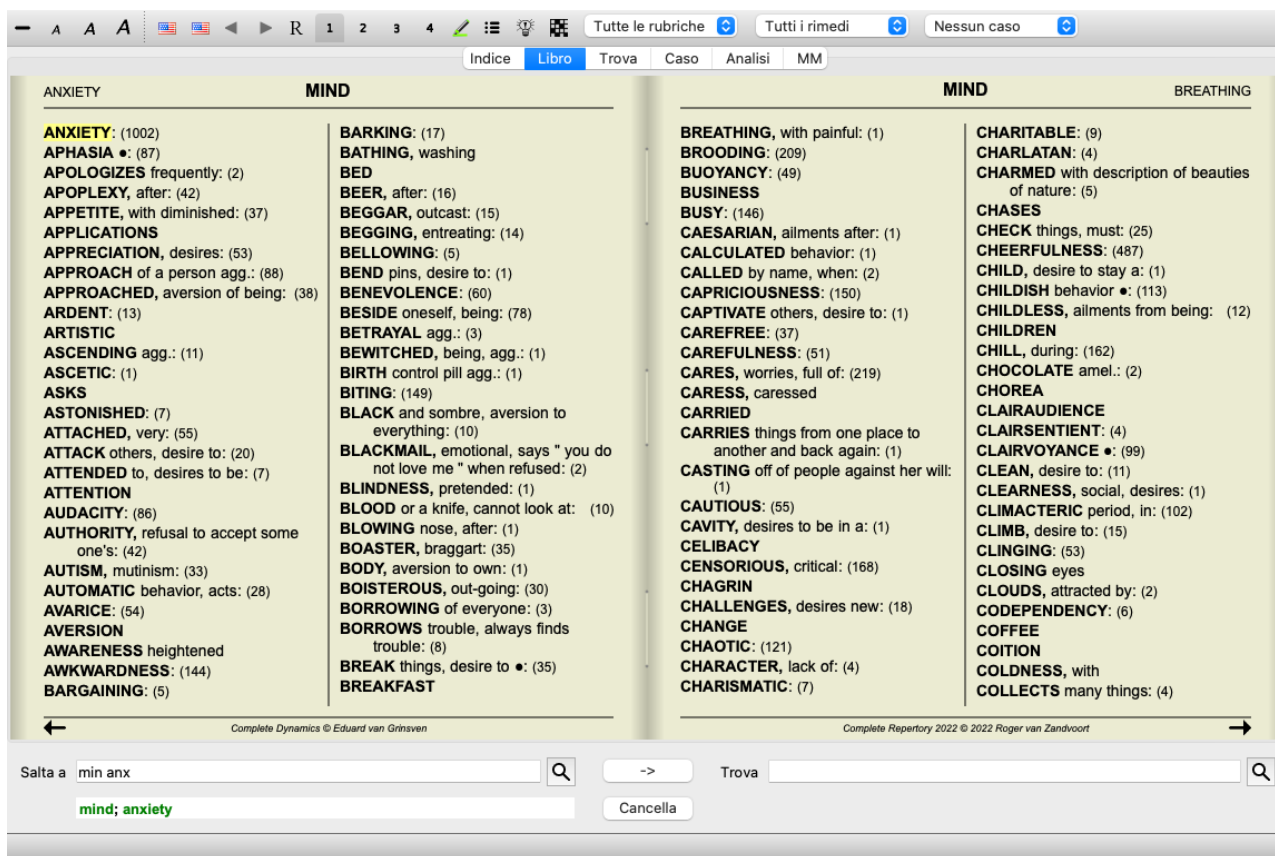 A A A R 1 2 3 4 Tutte le rubriche Tutti i rimedi Nessun caso
Indice Libro Trova Caso Analisi MM
ANXIETY MIND
ANXIETY: (1002)
APHASIA ●: (87)
APOLOGIZES frequently: (2)
APOPLEXY, after: (42)
APPETITE, with diminished: (37)
APPLICATIONS
APPRECIATION, desires: (53)
APPROACH of a person agg.: (88)
APPROACHED, aversion of being: (38)
ARDENT: (13)
ARTISTIC
ASCENDING agg.: (11)
ASCETIC: (1)
ASKS
ASTONISHED: (7)
ATTACHED, very: (55)
ATTACK others, desire to: (20)
ATTENDED to, desires to be: (7)
ATTENTION
AUDACITY: (86)
AUTHORITY, refusal to accept some
one's: (42)
AUTISM, mutinism: (33)
AUTOMATIC behavior, acts: (28)
AVARICE: (54)
AVERSION
AWARENESS heightened
AWKWARDNESS: (144)
BARGAINING: (5)
BARKING: (17)
BATHING, washing
BED
BEER, after: (16)
BEGGAR, outcast: (15)
BEGGING, entreating: (14)
BELLOWING: (5)
BEND pins, desire to: (1)
BENEVOLENCE: (60)
BESIDE oneself, being: (78)
BETRAYAL agg.: (3)
BEWITCHED, being, agg.: (1)
BIRTH control pill agg.: (1)
BITING: (149)
BLACK and sombre, aversion to
everything: (10)
BLACKMAIL, emotional, says " you do
not love me " when refused: (2)
BLINDNESS, pretended: (1)
BLOOD or a knife, cannot look at: (10)
BLOWING nose, after: (1)
BOASTER, braggart: (35)
BODY, aversion to own: (1)
BOISTEROUS, out-going: (30)
BORROWING of everyone: (3)
BORROWS trouble, always finds
trouble: (8)
BREAK things, desire to ●: (35)
BREAKFAST
Complete Dynamics © Eduard van Grinsven
MIND BREATHING
BREATHING, with painful: (1)
BROODING: (209)
BUOYANCY: (49)
BUSINESS
BUSY: (146)
CAESARIAN, ailments after: (1)
CALCULATED behavior: (1)
CALLED by name, when: (2)
CAPRICIOUSNESS: (150)
CAPTIVATE others, desire to: (1)
CAREFREE: (37)
CAREFULNESS: (51)
CARES, worries, full of: (219)
CARESS, caressed
CARRIED
CARRIES things from one place to
another and back again: (1)
CASTING off of people against her will:
(1)
CAUTIOUS: (55)
CAVITY, desires to be in a: (1)
CELIBACY
CENSORIOUS, critical: (168)
CHAGRIN
CHALLENGES, desires new: (18)
CHANGE
CHAOTIC: (121)
CHARACTER, lack of: (4)
CHARISMATIC: (7)
CHARITABLE: (9)
CHARLATAN: (4)
CHARMED with description of beauties
of nature: (5)
CHASES
CHECK things, must: (25)
CHEERFULNESS: (487)
CHILD, desire to stay a: (1)
CHILDISH behavior ●: (113)
CHILDLESS, ailments from being: (12)
CHILDREN
CHILL, during: (162)
CHOCOLATE amel.: (2)
CHOREA
CLAIRAUDIENCE
CLAIRSENTIENT: (4)
CLAIRVOYANCE ●: (99)
CLEAN, desire to: (11)
CLEARNESS, social, desires: (1)
CLIMACTERIC period, in: (102)
CLIMB, desire to: (15)
CLINGING: (53)
CLOSING eyes
CLOUDS, attracted by: (2)
CODEPENDENCY: (6)
COFFEE
COITION
COLDNESS, with
COLLECTS many things: (4)
Complete Repertory 2022 © 2022 Roger van Zandvoort
Salta a min anx -> Trova
mind; anxiety Cancella